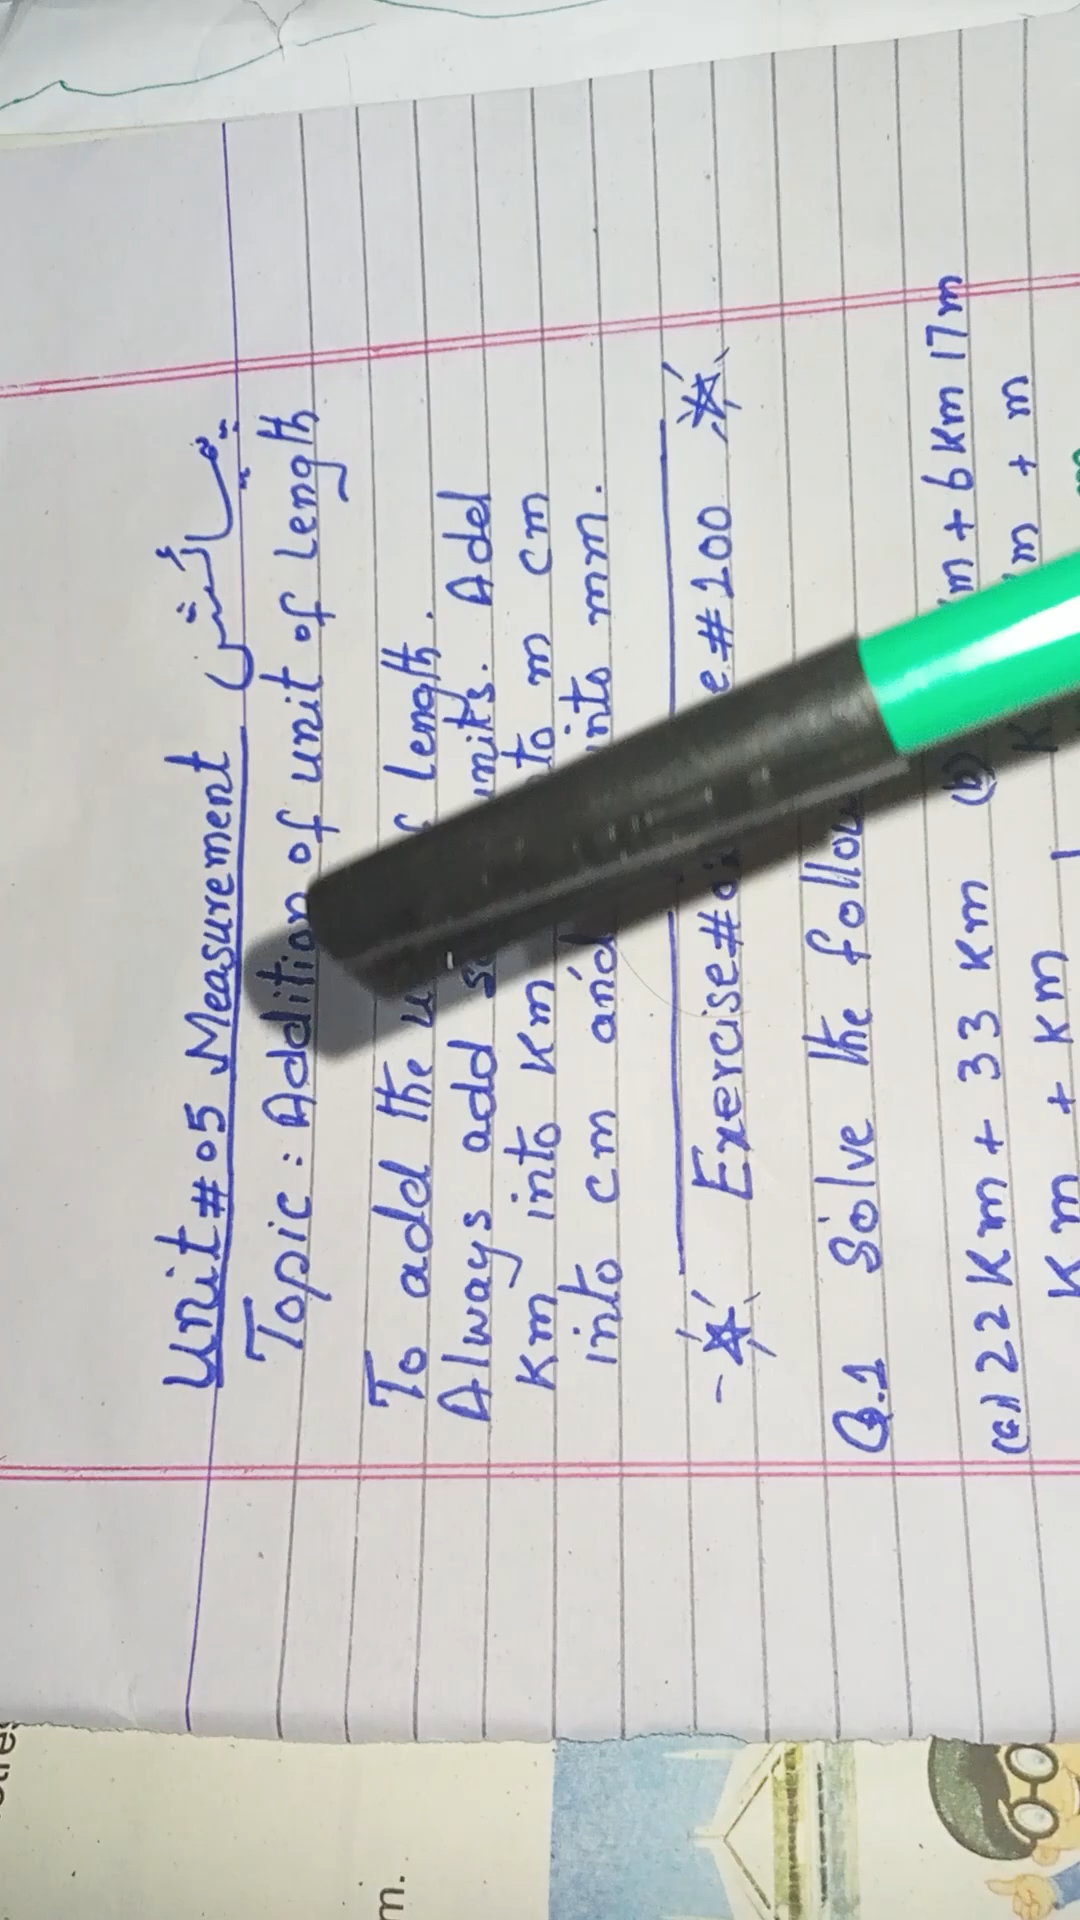 Unit # 05 Measurement پیمائش
Topic : Addition of unit of length
To add the u f length.
Always add s units. Add
Km into Km to m cm
into cm and into mm.
Exercise # e # 100
Q.1 Solve the follow
(a) 22 Km + 33 Km (b) m + 6 Km 17 m
Km + Km K m + m
m.